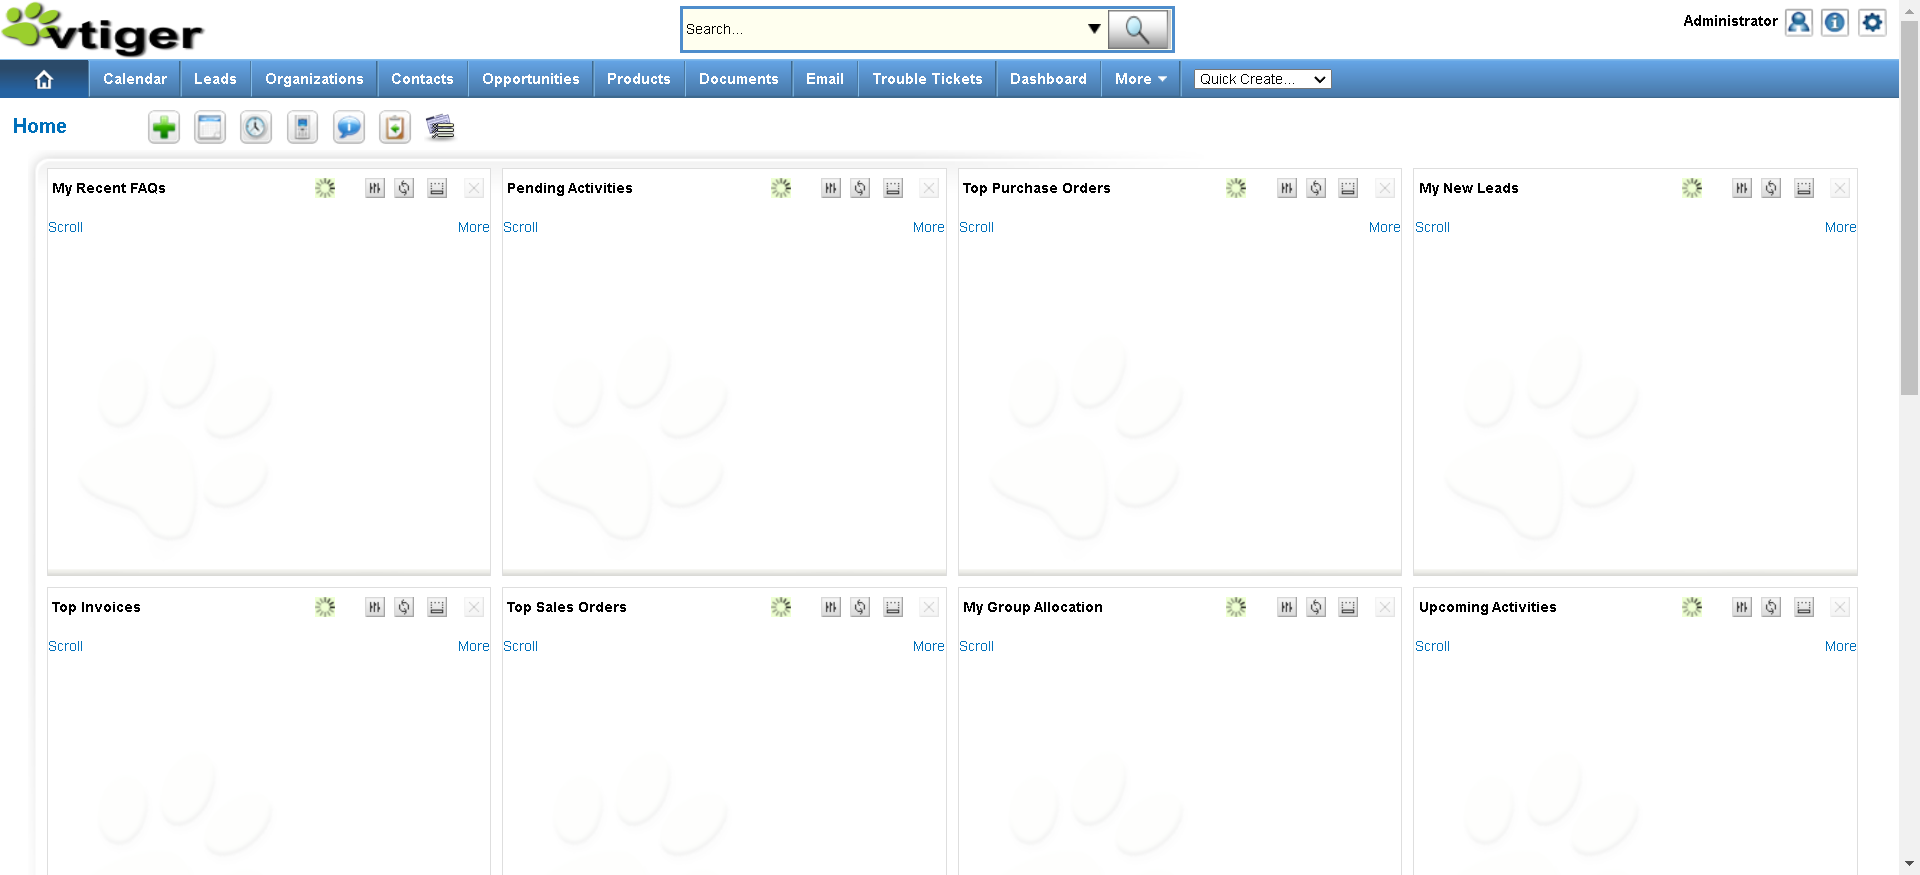 vtiger
Search...
Administrator
Calendar Leads Organizations Contacts Opportunities Products Documents Email Trouble Tickets Dashboard More Quick Create...
Home
My Recent FAQs
Scroll More
Pending Activities
Scroll More
Top Purchase Orders
Scroll More
My New Leads
Scroll More
Top Invoices
Scroll More
Top Sales Orders
Scroll More
My Group Allocation
Scroll
Upcoming Activities
Scroll More